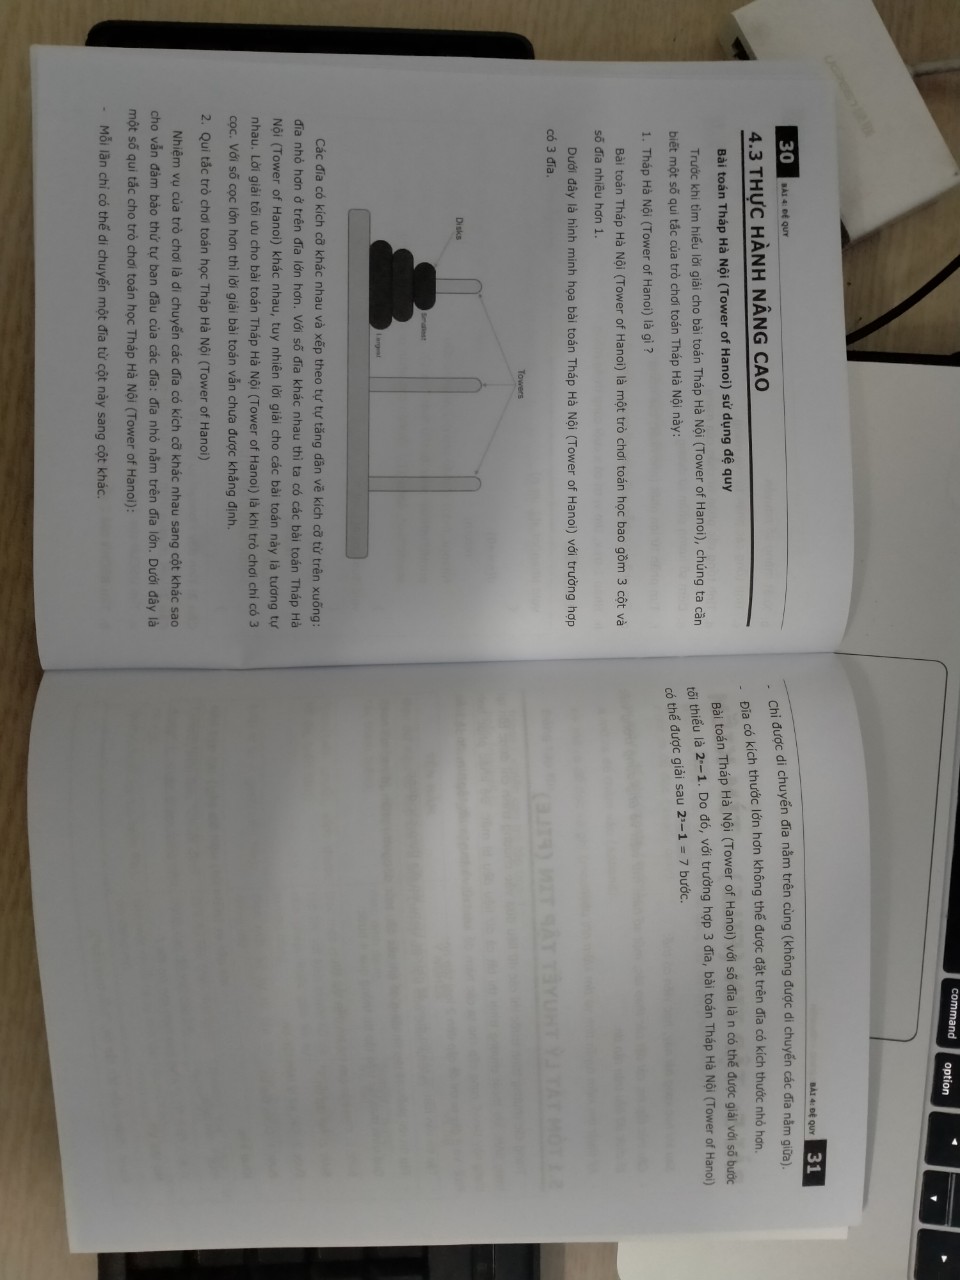 30
BÀI 4: ĐỆ QUY
4.3 THỰC HÀNH NÂNG CAO
Bài toán Tháp Hà Nội (Tower of Hanoi) sử dụng đệ quy
Trước khi tìm hiểu lời giải cho bài toán Tháp Hà Nội (Tower of Hanoi), chúng ta cần
biết một số qui tắc của trò chơi toán Tháp Hà Nội này:
1. Tháp Hà Nội (Tower of Hanoi) là gì ?
Bài toán Tháp Hà Nội (Tower of Hanoi) là một trò chơi toán học bao gồm 3 cột và
số đĩa nhiều hơn 1.
Dưới đây là hình minh họa bài toán Tháp Hà Nội (Tower of Hanoi) với trường hợp
có 3 đĩa.
Towers
Disks
Smallest
Largest
Các đĩa có kích cỡ khác nhau và xếp theo tự tự tăng dần về kích cỡ từ trên xuống:
đĩa nhỏ hơn ở trên đĩa lớn hơn. Với số đĩa khác nhau thì ta có các bài toán Tháp Hà
Nội (Tower of Hanoi) khác nhau, tuy nhiên lời giải cho các bài toán này là tương tự
nhau. Lời giải tối ưu cho bài toán Tháp Hà Nội (Tower of Hanoi) là khi trò chơi chỉ có 3
cọc. Với số cọc lớn hơn thì lời giải bài toán vẫn chưa được khẳng định.
2. Qui tắc trò chơi toán học Tháp Hà Nội (Tower of Hanoi)
Nhiệm vụ của trò chơi là di chuyển các đĩa có kích cỡ khác nhau sang cột khác sao
cho vẫn đảm bảo thứ tự ban đầu của các đĩa: đĩa nhỏ nằm trên đĩa lớn. Dưới đây là
một số qui tắc cho trò chơi toán học Tháp Hà Nội (Tower of Hanoi):
- Mỗi lần chỉ có thể di chuyển một đĩa từ cột này sang cột khác.
BÀI 4: ĐỆ QUY
31
- Chỉ được di chuyển đĩa nằm trên cùng (không được di chuyển các đĩa nằm giữa).
- Đĩa có kích thước lớn hơn không thể được đặt trên đĩa có kích thước nhỏ hơn.
Bài toán Tháp Hà Nội (Tower of Hanoi) với số đĩa là n có thể được giải với số bước
tối thiểu là 2ⁿ−1. Do đó, với trường hợp 3 đĩa, bài toán Tháp Hà Nội (Tower of Hanoi)
có thể được giải sau 2³−1 = 7 bước.
command
option